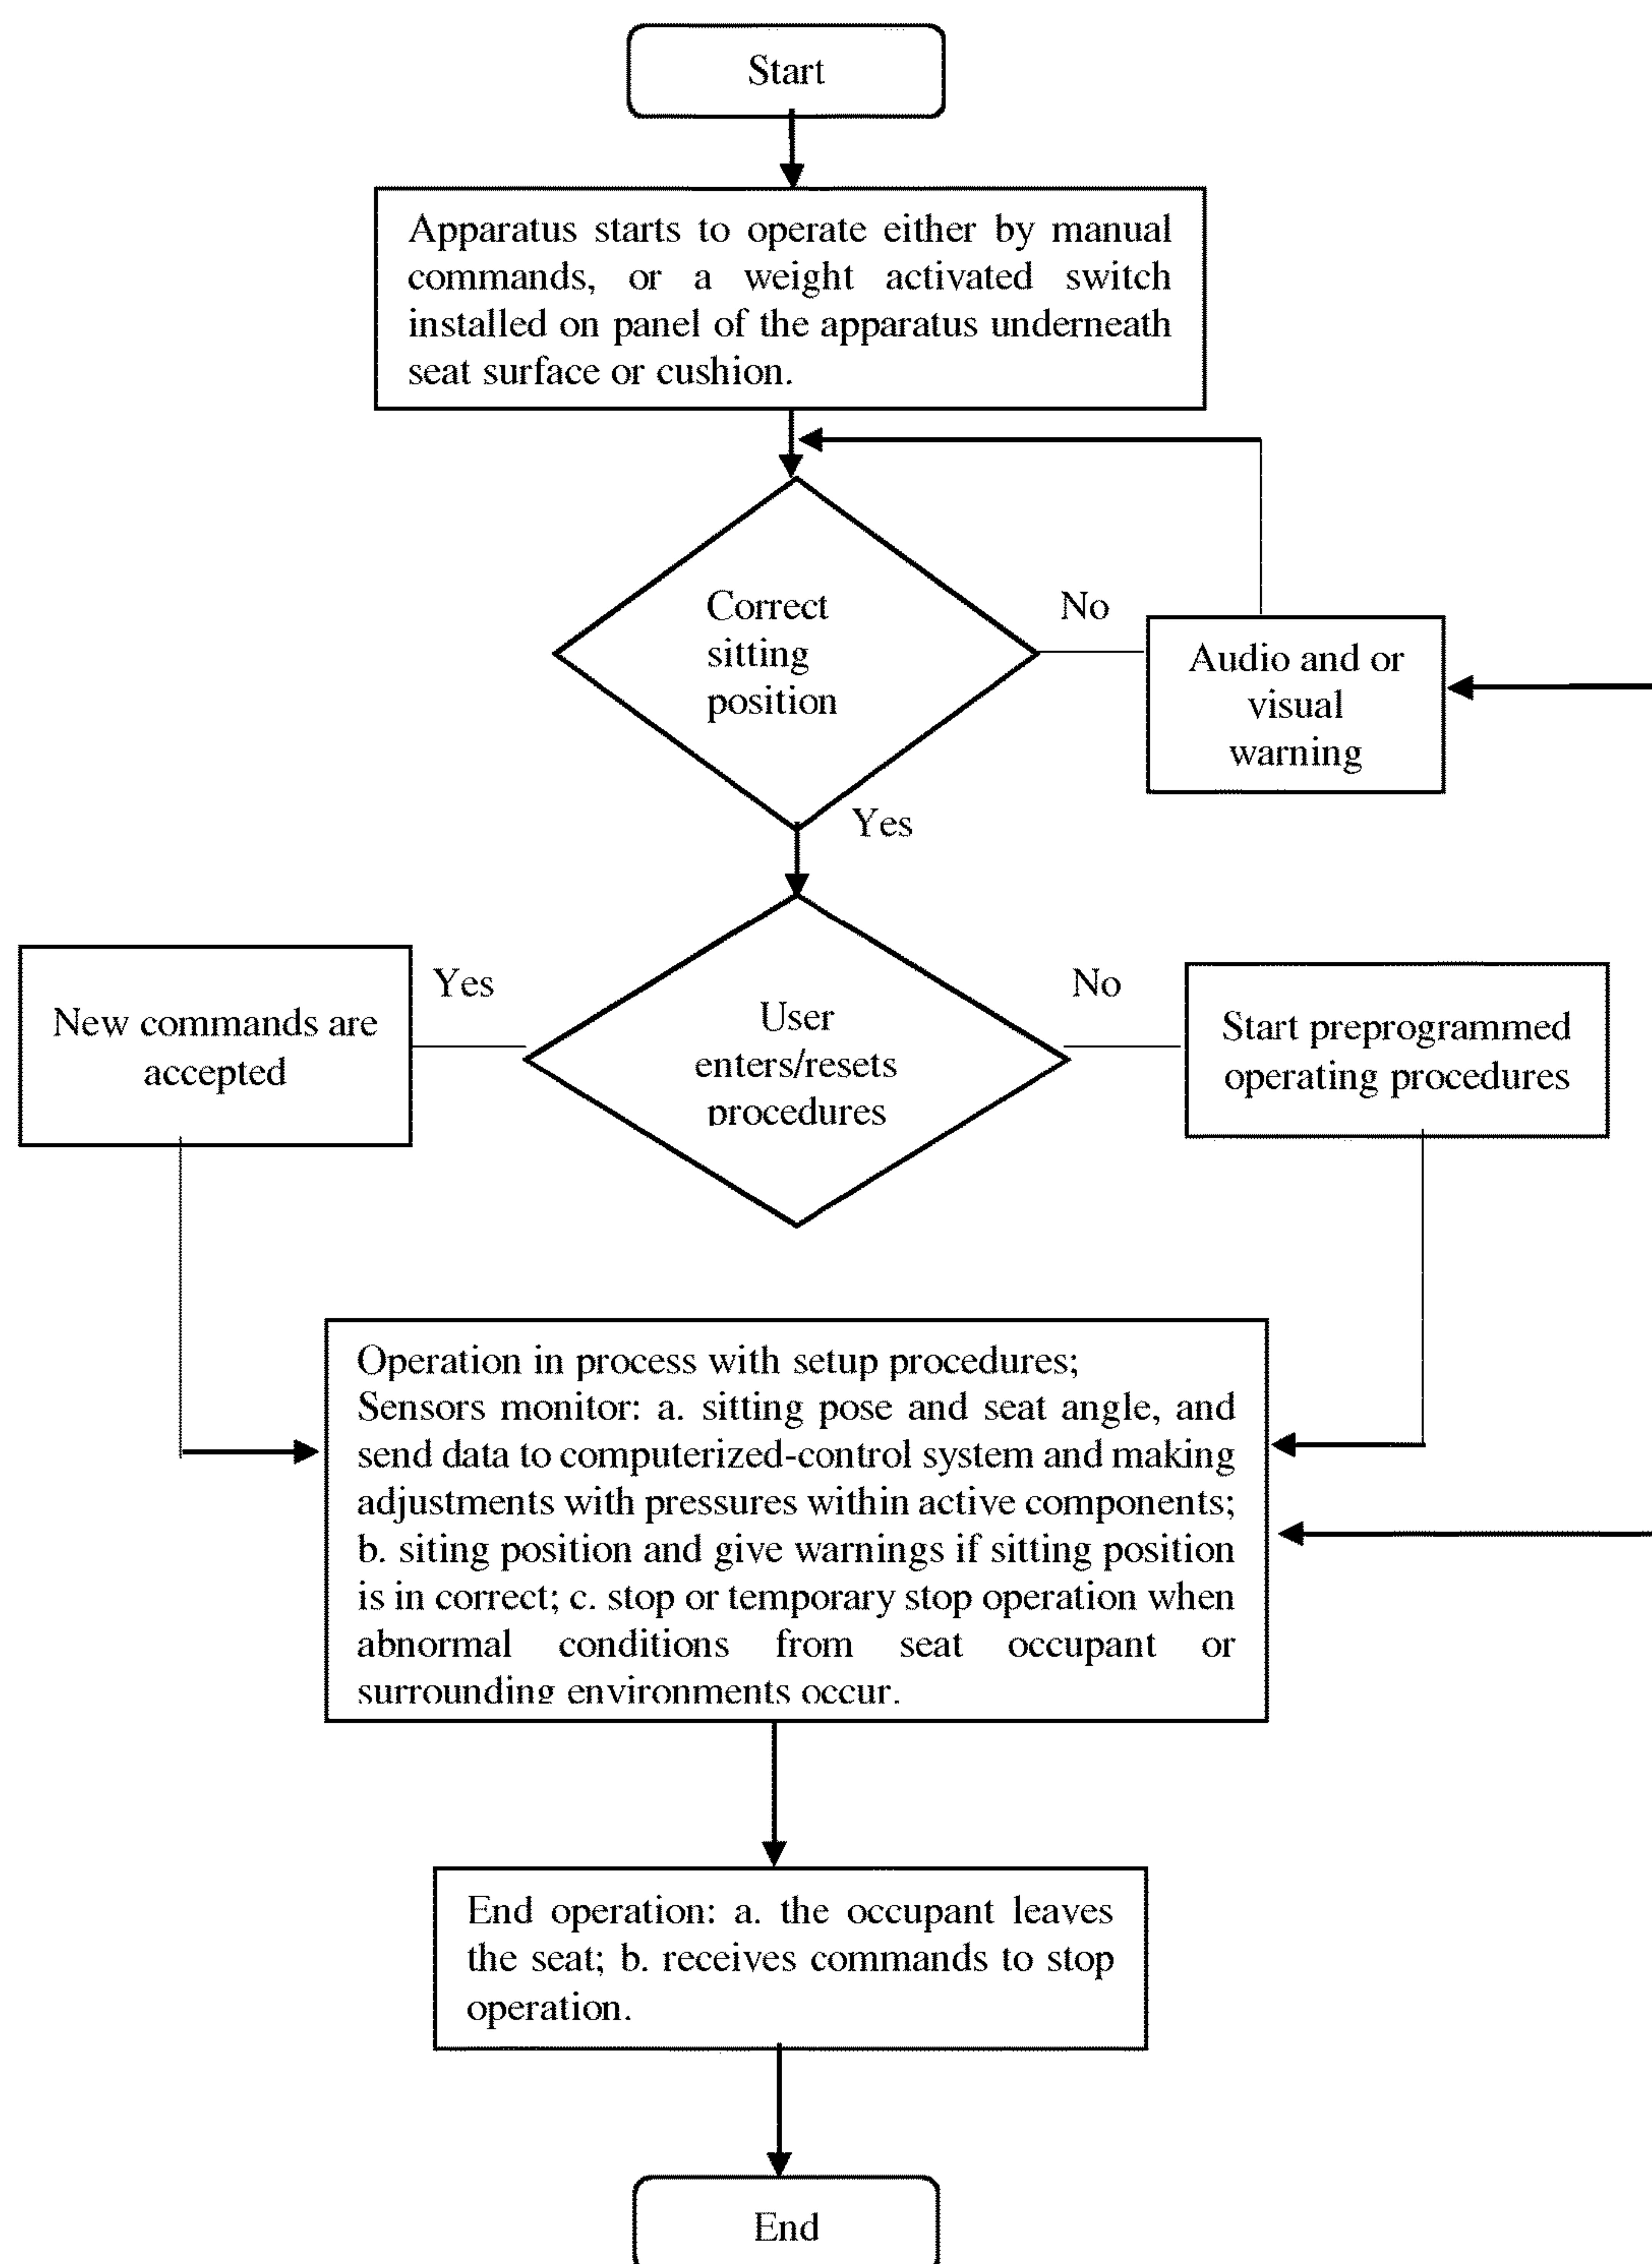 Start
Apparatus starts to operate either by manual
commands, or a weight activated switch
installed on panel of the apparatus underneath
seat surface or cushion.
Correct
sitting
position
No
Audio and or
visual
warning
Yes
New commands are
accepted
Yes
User
enters/resets
procedures
No
Start preprogrammed
operating procedures
Operation in process with setup procedures;
Sensors monitor: a. sitting pose and seat angle, and
send data to computerized-control system and making
adjustments with pressures within active components;
b. siting position and give warnings if sitting position
is in correct; c. stop or temporary stop operation when
abnormal conditions from seat occupant or
surrounding environments occur.
End operation: a. the occupant leaves
the seat; b. receives commands to stop
operation.
End